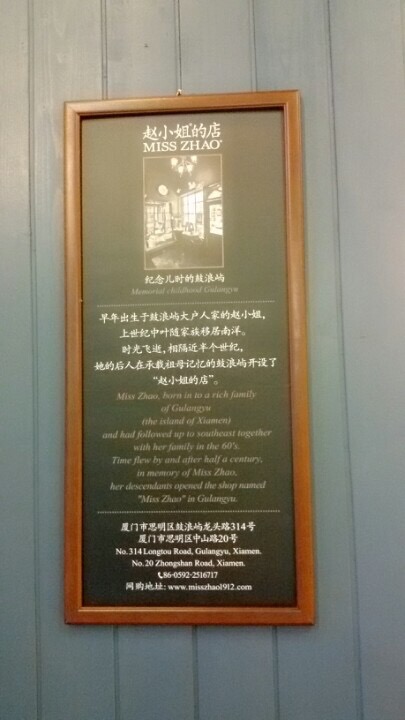 赵小姐的店
MISS ZHAO®
纪念儿时的鼓浪屿
Memorial childhood Gulangyu
早年出生于鼓浪屿大户人家的赵小姐,
上世纪中叶随家族移居南洋。
时光飞逝,相隔近半个世纪,
她的后人在承载祖母记忆的鼓浪屿开设了
“赵小姐的店”。
Miss Zhao, born in to a rich family
of Gulangyu
(the island of Xiamen)
and had followed up to southeast together
with her family in the 60's.
Time flew by and after half a century,
in memory of Miss Zhao,
her descendants opened the shop named
"Miss Zhao" in Gulangyu.
厦门市思明区鼓浪屿龙头路314号
厦门市思明区中山路20号
No.314 Longtou Road, Gulangyu, Xiamen.
No.20 Zhongshan Road, Xiamen.
86-0592-2516717
网购地址: www.misszhao1912.com